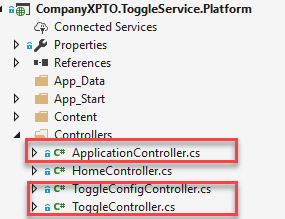 CompanyXPTO.ToggleService.Platform
Connected Services
Properties
References
App_Data
App_Start
Content
Controllers
C# ApplicationController.cs
C# HomeController.cs
C# ToggleConfigController.cs
C# ToggleController.cs